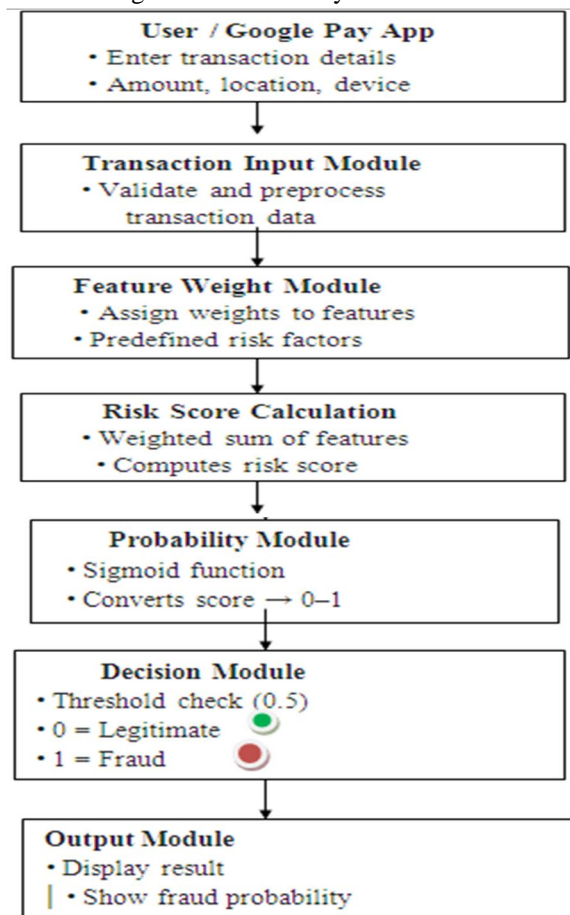 User / Google Pay App
• Enter transaction details
• Amount, location, device
Transaction Input Module
• Validate and preprocess
transaction data
Feature Weight Module
• Assign weights to features
• Predefined risk factors
Risk Score Calculation
• Weighted sum of features
• Computes risk score
Probability Module
• Sigmoid function
• Converts score → 0–1
Decision Module
• Threshold check (0.5)
• 0 = Legitimate
• 1 = Fraud
Output Module
• Display result
• Show fraud probability